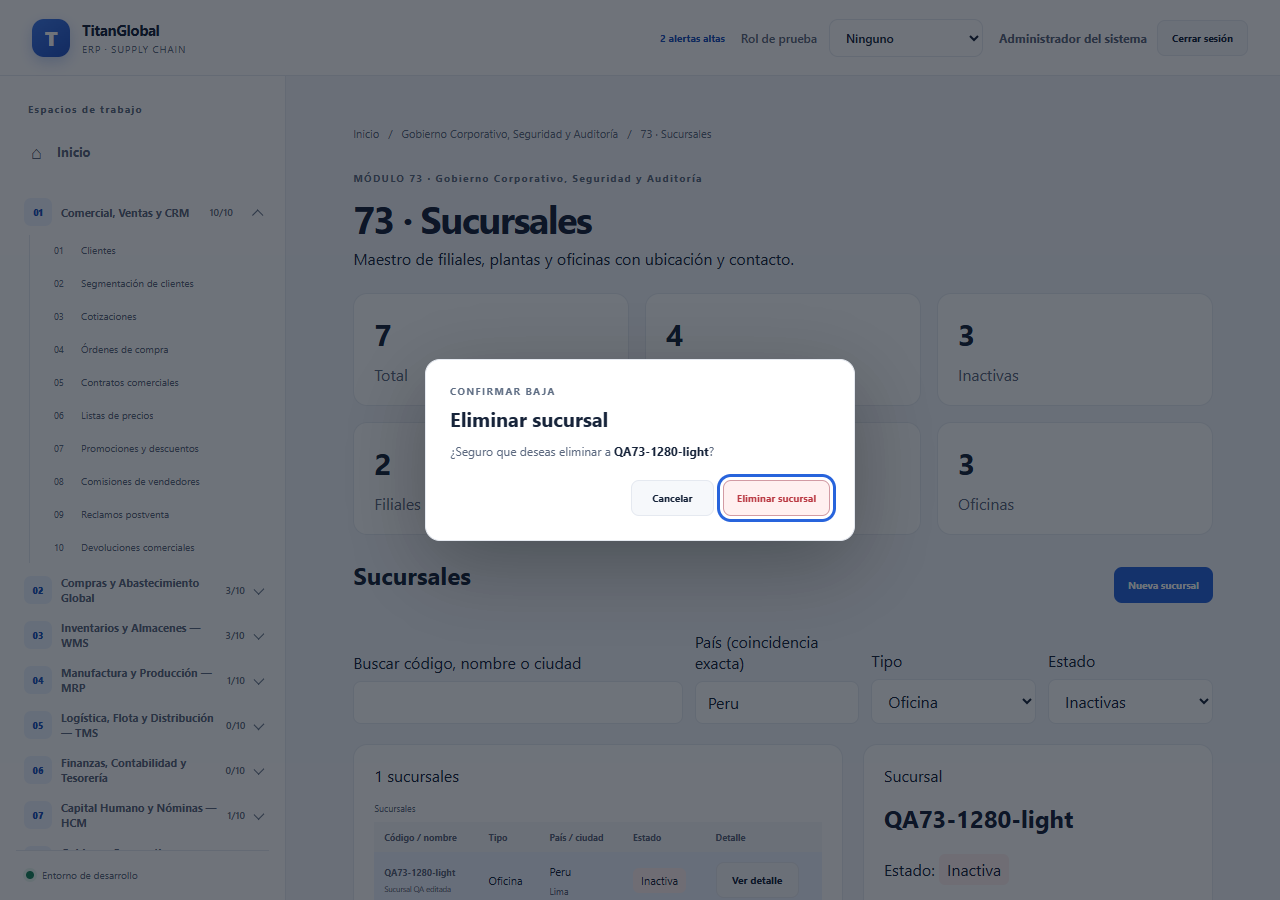 T
TitanGlobal
ERP · SUPPLY CHAIN
2 alertas altas
Rol de prueba
Ninguno
Administrador del sistema
Cerrar sesión
Espacios de trabajo
Inicio
01 Comercial, Ventas y CRM 10/10
01 Clientes
02 Segmentación de clientes
03 Cotizaciones
04 Órdenes de compra
05 Contratos comerciales
06 Listas de precios
07 Promociones y descuentos
08 Comisiones de vendedores
09 Reclamos postventa
10 Devoluciones comerciales
02 Compras y Abastecimiento
Global
3/10
03 Inventarios y Almacenes —
WMS
3/10
04 Manufactura y Producción —
MRP
1/10
05 Logística, Flota y Distribución
— TMS
0/10
06 Finanzas, Contabilidad y
Tesorería
0/10
07 Capital Humano y Nóminas —
HCM
1/10
Entorno de desarrollo
Inicio / Gobierno Corporativo, Seguridad y Auditoría / 73 · Sucursales
MÓDULO 73 · Gobierno Corporativo, Seguridad y Auditoría
73 · Sucursales
Maestro de filiales, plantas y oficinas con ubicación y contacto.
7
Total
4
3
Inactivas
2
Filiales
3
Oficinas
CONFIRMAR BAJA
Eliminar sucursal
¿Seguro que deseas eliminar a QA73-1280-light?
Cancelar
Eliminar sucursal
Sucursales
Nueva sucursal
Buscar código, nombre o ciudad
País (coincidencia
exacta)
Peru
Tipo
Oficina
Estado
Inactivas
1 sucursales
Sucursales
Código / nombre Tipo País / ciudad Estado Detalle
QA73-1280-light
Sucursal QA editada
Oficina
Peru
Lima
Inactiva
Ver detalle
Sucursal
QA73-1280-light
Estado: Inactiva